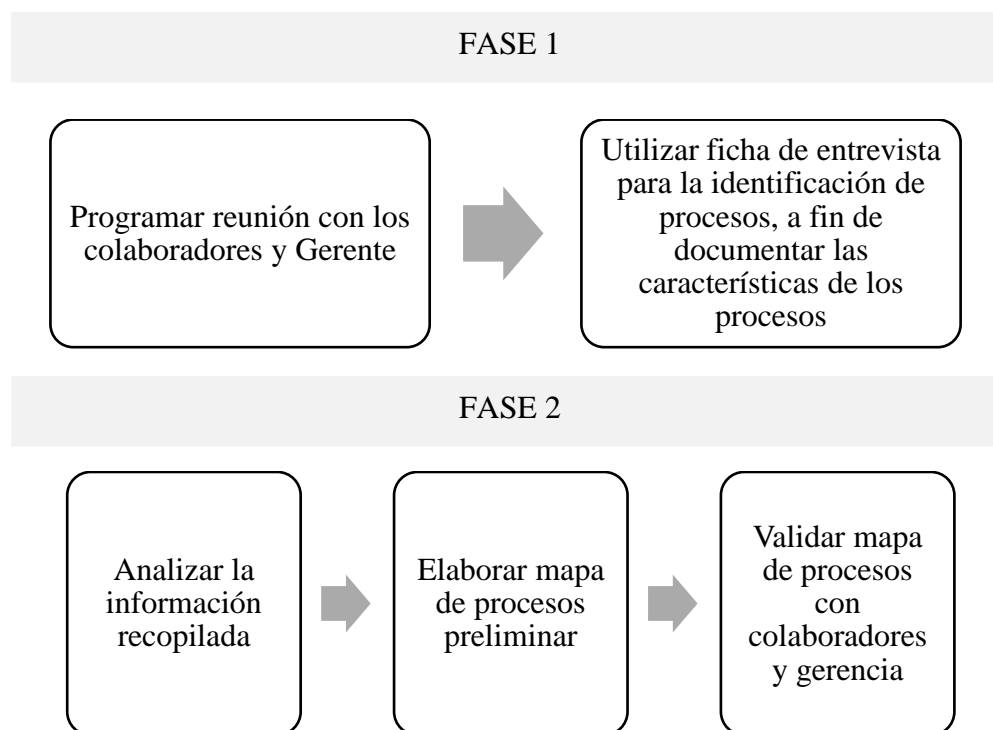 FASE 1
Programar reunión con los
colaboradores y Gerente
Utilizar ficha de entrevista
para la identificación de
procesos, a fin de
documentar las
características de los
procesos
FASE 2
Analizar la
información
recopilada
Elaborar mapa
de procesos
preliminar
Validar mapa
de procesos
con
colaboradores
y gerencia